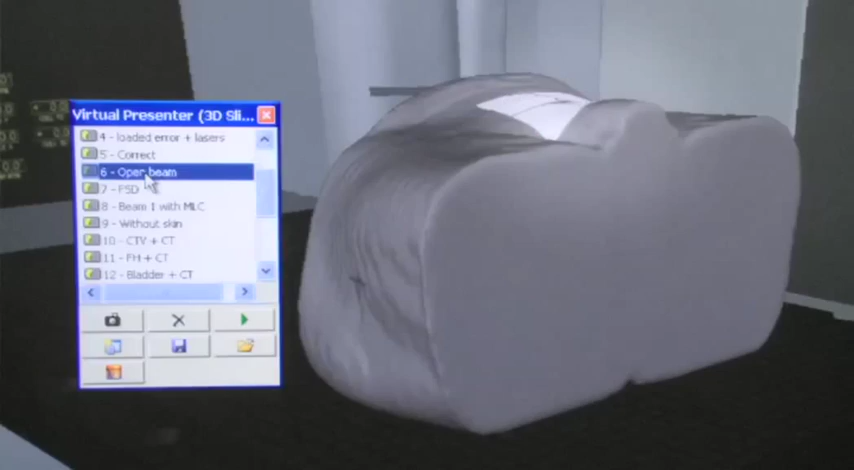 Virtual Presenter (3D Sli...
4 - loaded error + lasers
5 - Correct
6 - Open beam
7 - FSD
8 - Beam 1 with MLC
9 - Without skin
10 - CTV + CT
11 - FH + CT
12 - Bladder + CT